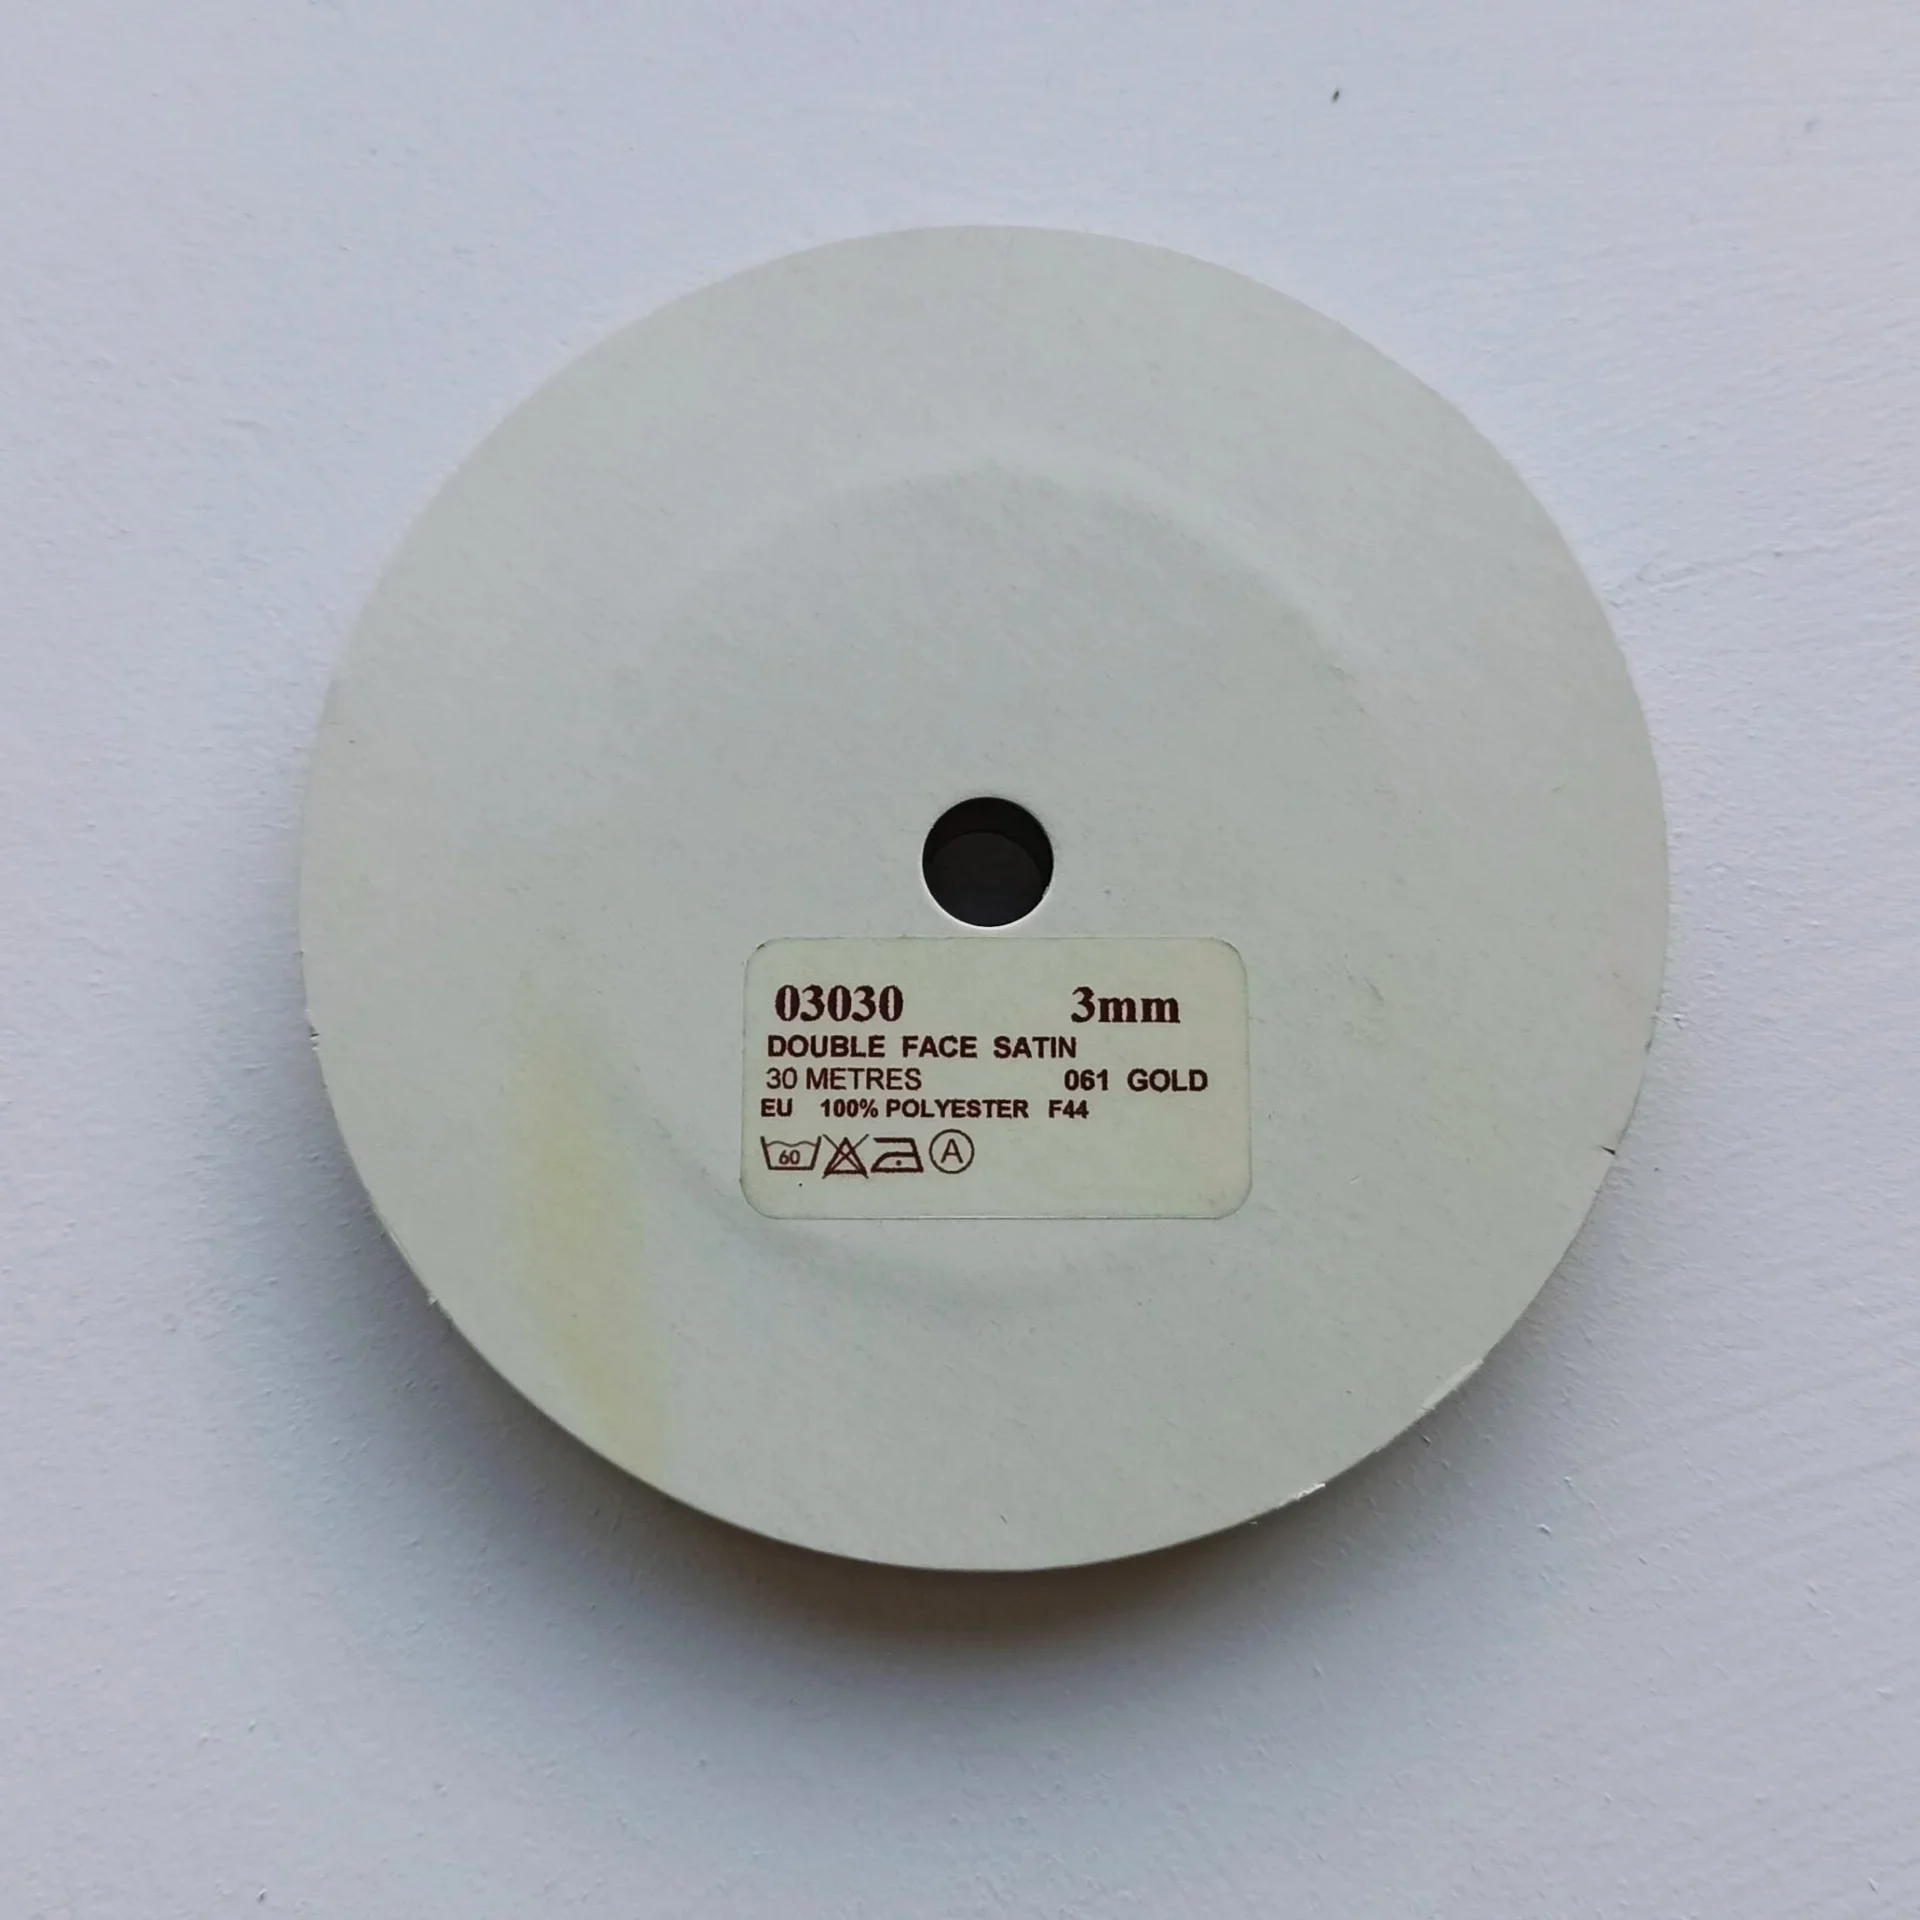 03030 3mm
DOUBLE FACE SATIN
30 METRES 061 GOLD
EU 100% POLYESTER F44
60 A